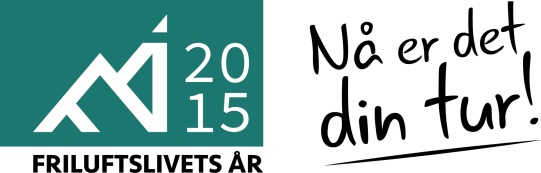 20
15
FRILUFTSLIVETS ÅR
Nå er det
din tur!